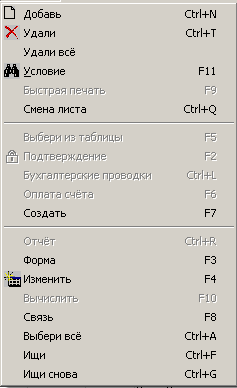 Добавь Ctrl+N
Удали Ctrl+T
Удали всё
Условие F11
Быстрая печать F9
Смена листа Ctrl+Q
Выбери из таблицы F5
Подтверждение F2
Бухгалтерские проводки Ctrl+L
Оплата счёта F6
Создать F7
Отчёт Ctrl+R
Форма F3
Изменить F4
Вычислить F10
Связь F8
Выбери всё Ctrl+A
Ищи Ctrl+F
Ищи снова Ctrl+G